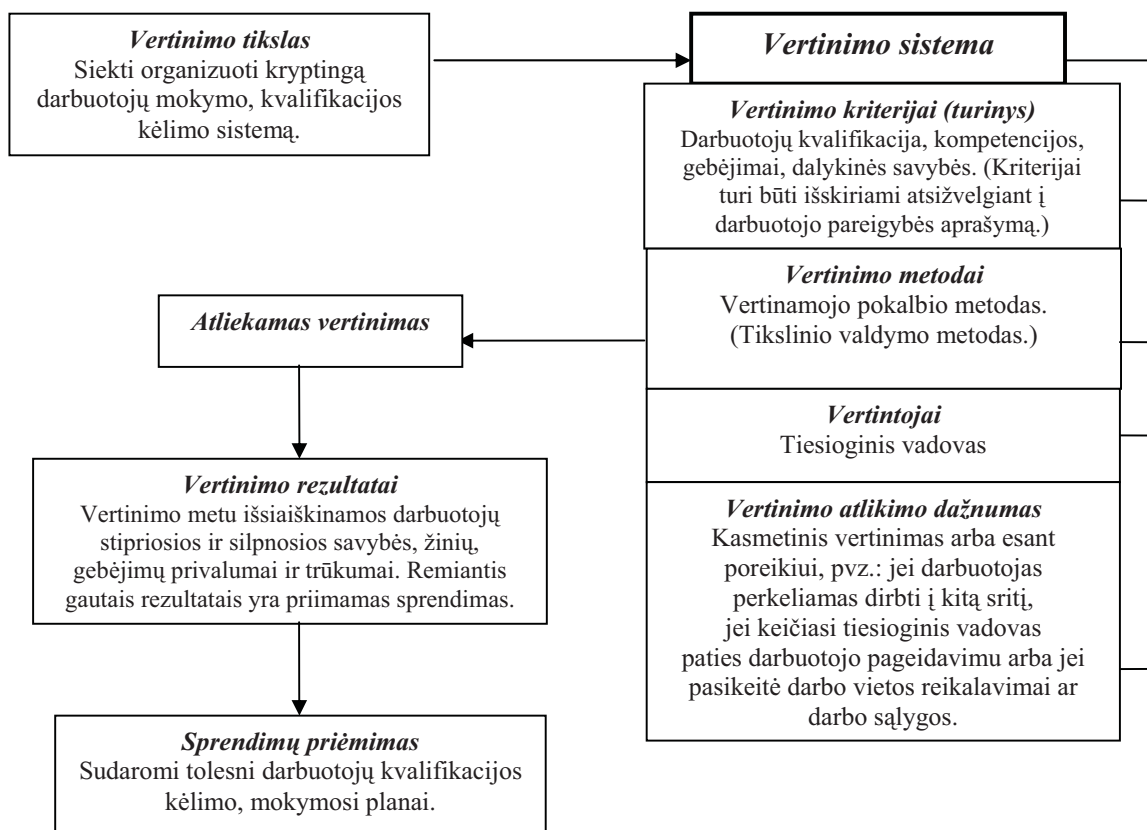 Vertinimo tikslas
Siekti organizuoti kryptingą
darbuotojų mokymo, kvalifikacijos
kėlimo sistemą.
Vertinimo sistema
Vertinimo kriterijai (turinys)
Darbuotojų kvalifikacija, kompetencijos,
gebėjimai, dalykinės savybės. (Kriterijai
turi būti išskiriami atsižvelgiant į
darbuotojo pareigybės aprašymą.)
Vertinimo metodai
Vertinamojo pokalbio metodas.
(Tikslinio valdymo metodas.)
Vertintojai
Tiesioginis vadovas
Vertinimo atlikimo dažnumas
Kasmetinis vertinimas arba esant
poreikiui, pvz.: jei darbuotojas
perkeliamas dirbti į kitą sritį,
jei keičiasi tiesioginis vadovas
paties darbuotojo pageidavimu arba jei
pasikeitė darbo vietos reikalavimai ar
darbo sąlygos.
Atliekamas vertinimas
Vertinimo rezultatai
Vertinimo metu išsiaiškinamos darbuotojų
stipriosios ir silpnosios savybės, žinių,
gebėjimų privalumai ir trūkumai. Remiantis
gautais rezultatais yra priimamas sprendimas.
Sprendimų priėmimas
Sudaromi tolesni darbuotojų kvalifikacijos
kėlimo, mokymosi planai.